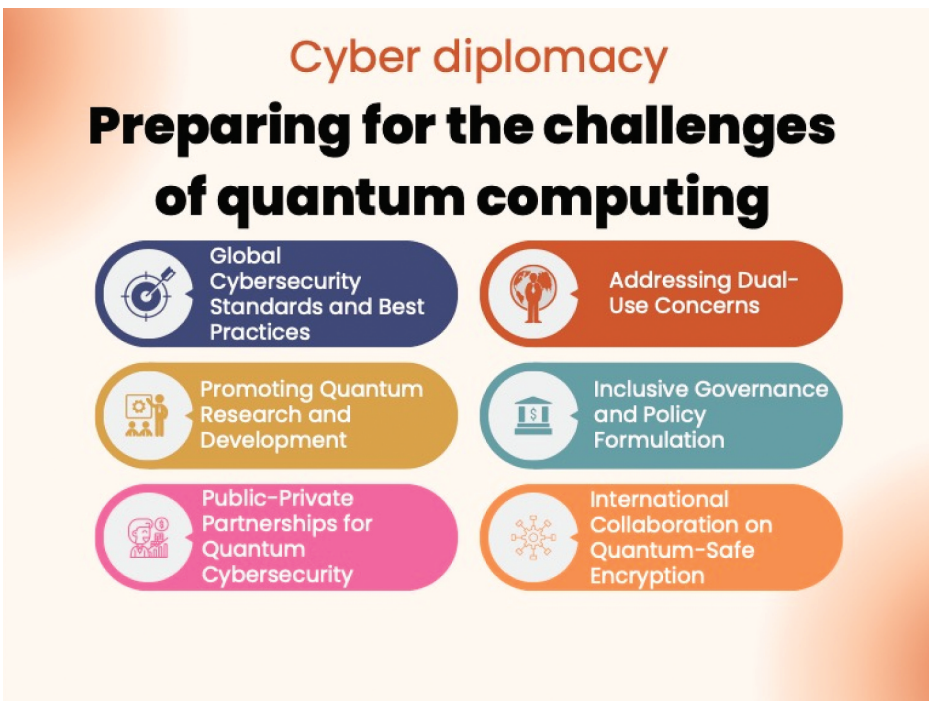 Cyber diplomacy
Preparing for the challenges
of quantum computing
Global
Cybersecurity
Standards and Best
Practices
Addressing Dual-
Use Concerns
Promoting Quantum
Research and
Development
Inclusive Governance
and Policy
Formulation
Public-Private
Partnerships for
Quantum
Cybersecurity
International
Collaboration on
Quantum-Safe
Encryption